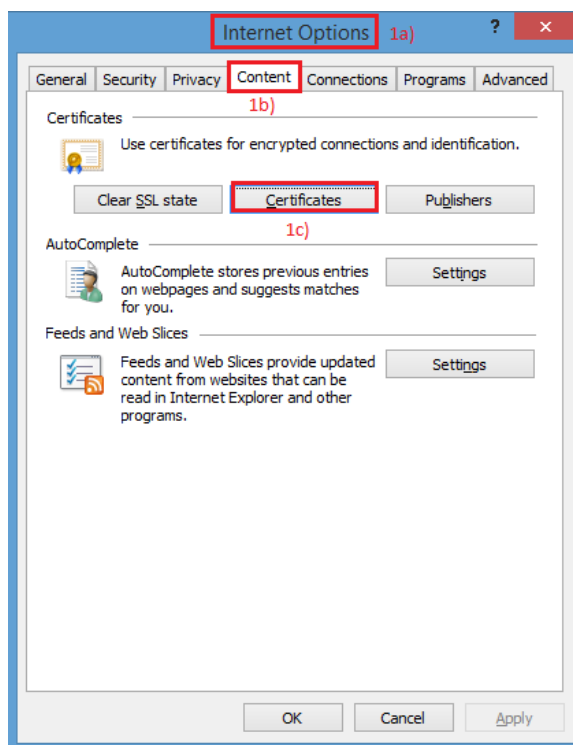 Internet Options 1a) ? ×
General Security Privacy Content Connections Programs Advanced
1b)
Certificates
Use certificates for encrypted connections and identification.
Clear SSL state Certificates Publishers
1c)
AutoComplete
AutoComplete stores previous entries
on webpages and suggests matches
for you.
Settings
Feeds and Web Slices
Feeds and Web Slices provide updated
content from websites that can be
read in Internet Explorer and other
programs.
Settings
OK Cancel Apply